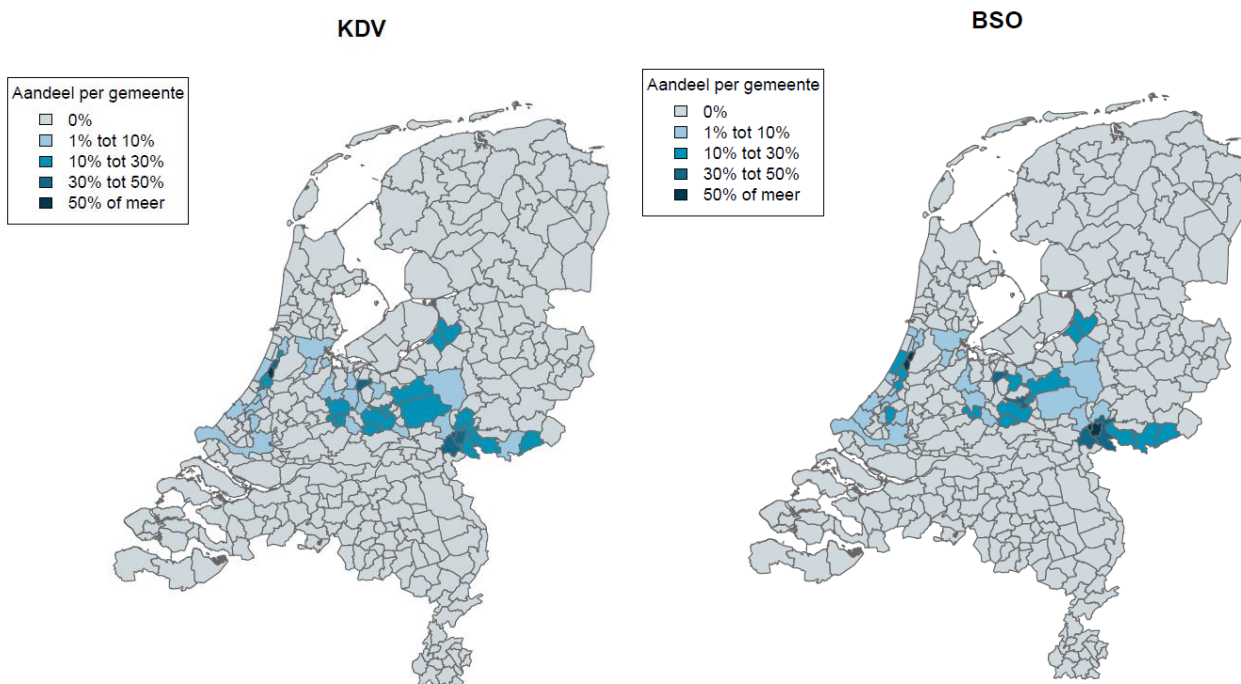 KDV
Aandeel per gemeente
0%
1% tot 10%
10% tot 30%
30% tot 50%
50% of meer
BSO
Aandeel per gemeente
0%
1% tot 10%
10% tot 30%
30% tot 50%
50% of meer